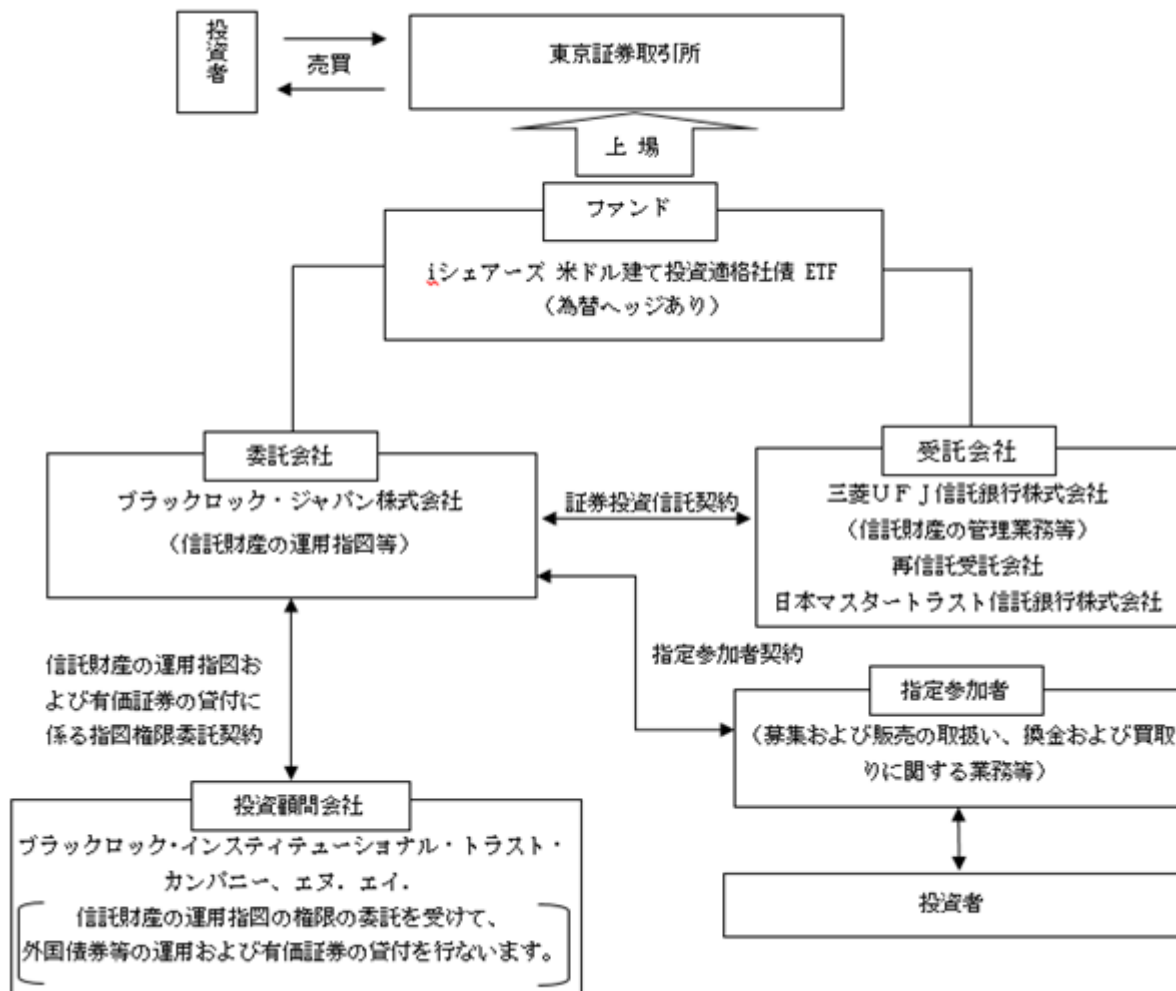 投資者
売買
東京証券取引所
上 場
ファンド
iシェアーズ 米ドル建て投資適格社債 ETF
（為替ヘッジあり）
委託会社
ブラックロック・ジャパン株式会社
（信託財産の運用指図等）
証券投資信託契約
受託会社
三菱ＵＦＪ信託銀行株式会社
（信託財産の管理業務等）
再信託受託会社
日本マスタートラスト信託銀行株式会社
信託財産の運用指図お
よび有価証券の貸付に
係る指図権限委託契約
指定参加者契約
指定参加者
（募集および販売の取扱い、換金および買取
りに関する業務等）
投資顧問会社
ブラックロック・インスティテューショナル・トラスト・
カンパニー、エヌ．エイ．
信託財産の運用指図の権限の委託を受けて、
外国債券等の運用および有価証券の貸付を行ないます。
投資者